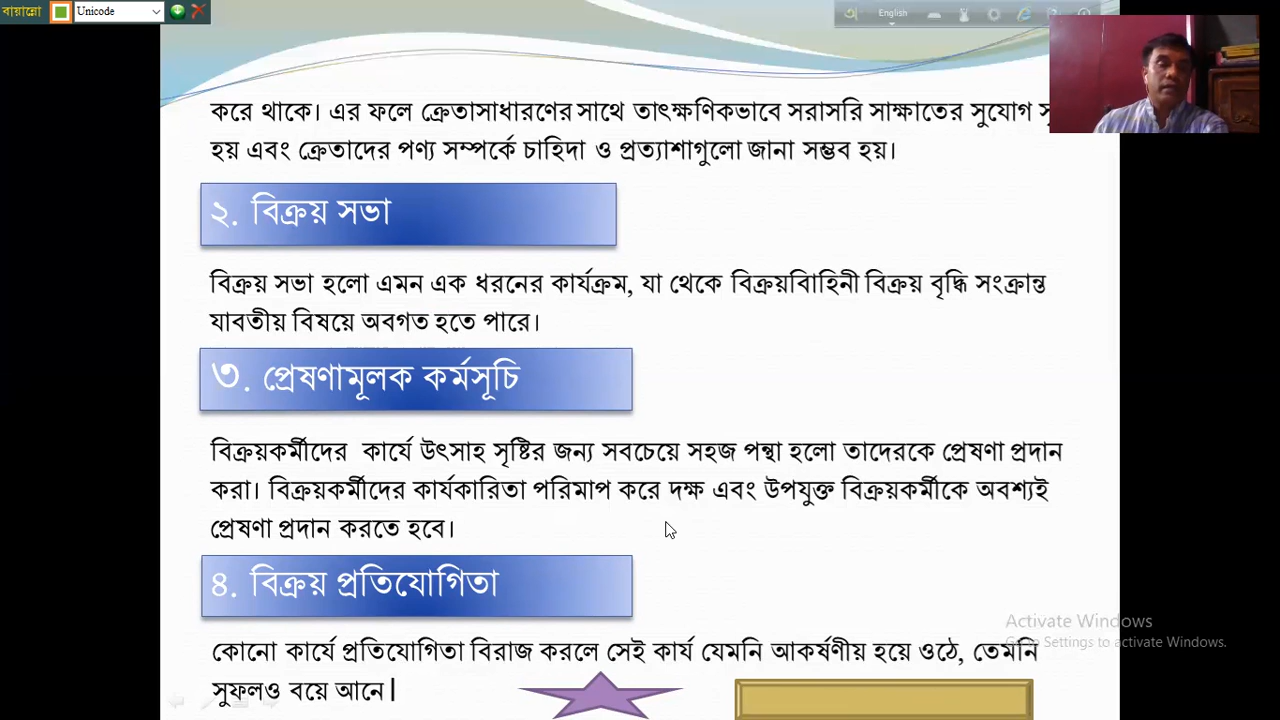 বায়ান্নো
Unicode
English
করে থাকে। এর ফলে ক্রেতাসাধারণের সাথে তাৎক্ষণিকভাবে সরাসরি সাক্ষাতের সুযোগ
হয় এবং ক্রেতাদের পণ্য সম্পর্কে চাহিদা ও প্রত্যাশাগুলো জানা সম্ভব হয়।
২. বিক্রয় সভা
বিক্রয় সভা হলো এমন এক ধরনের কার্যক্রম, যা থেকে বিক্রয়বািহিনী বিক্রয় বৃদ্ধি সংক্রান্ত
যাবতীয় বিষয়ে অবগত হতে পারে।
৩. প্রেষণামূলক কর্মসূচি
বিক্রয়কর্মীদের কার্যে উৎসাহ সৃষ্টির জন্য সবচেয়ে সহজ পন্থা হলো তাদেরকে প্রেষণা প্রদান
করা। বিক্রয়কর্মীদের কার্যকারিতা পরিমাপ করে দক্ষ এবং উপযুক্ত বিক্রয়কর্মীকে অবশ্যই
প্রেষণা প্রদান করতে হবে।
৪. বিক্রয় প্রতিযোগিতা
কোনো কার্যে প্রতিযোগিতা বিরাজ করলে সেই কার্য যেমনি আকর্ষণীয় হয়ে ওঠে, তেমনি
সুফলও বয়ে আনে।
Activate Windows
Go to Settings to activate Windows.